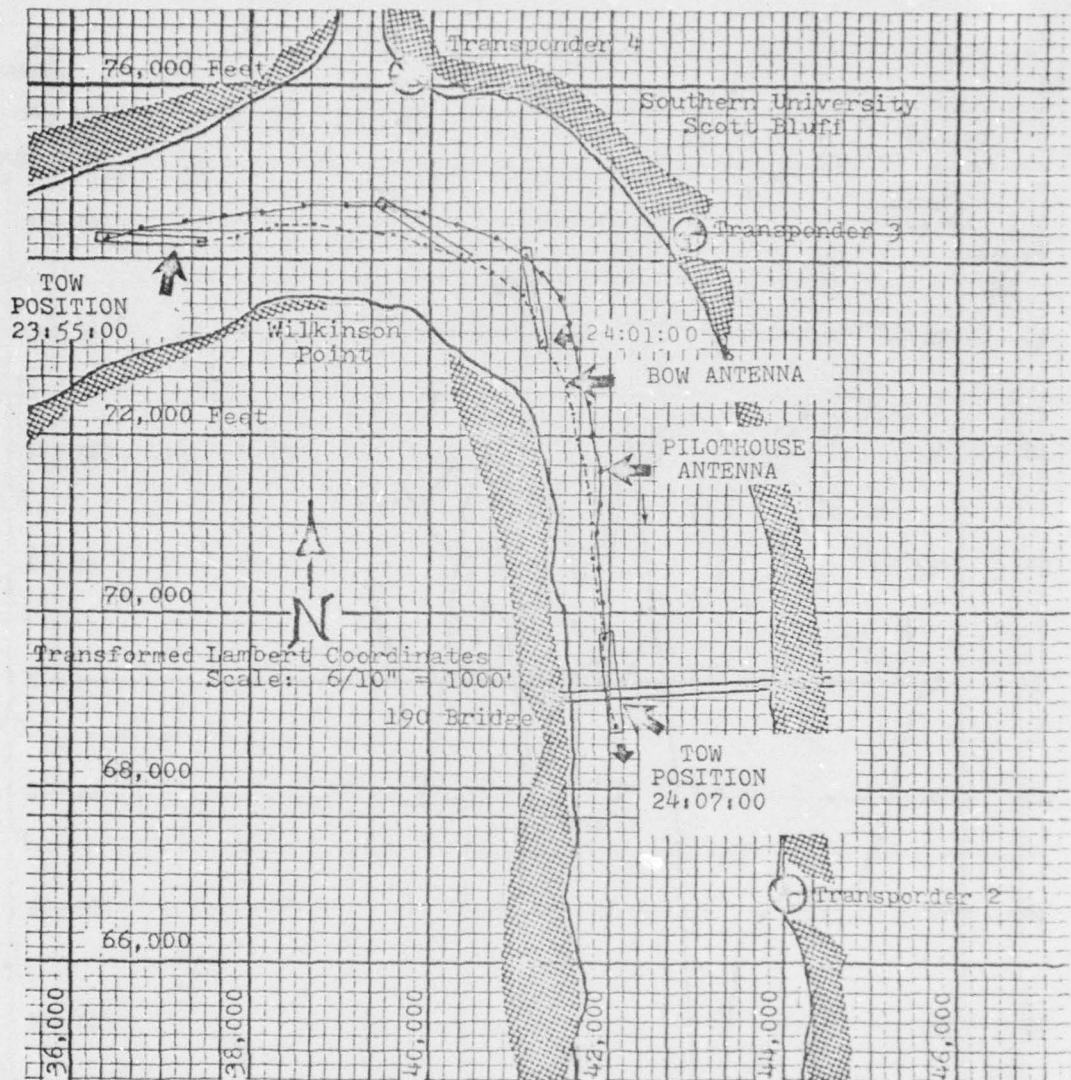 Transponder 4
76,000 Feet
Southern University
Scott Bluff
Transponder 3
TOW
POSITION
23:55:00
Wilkinson
Point
24:01:00
BOW ANTENNA
72,000 Feet
PILOTHOUSE
ANTENNA
70,000
N
Transformed Lambert Coordinates
Scale: 6/10" = 1000'
190 Bridge
TOW
POSITION
24:07:00
68,000
Transponder 2
66,000
36,000
38,000
40,000
42,000
44,000
46,000